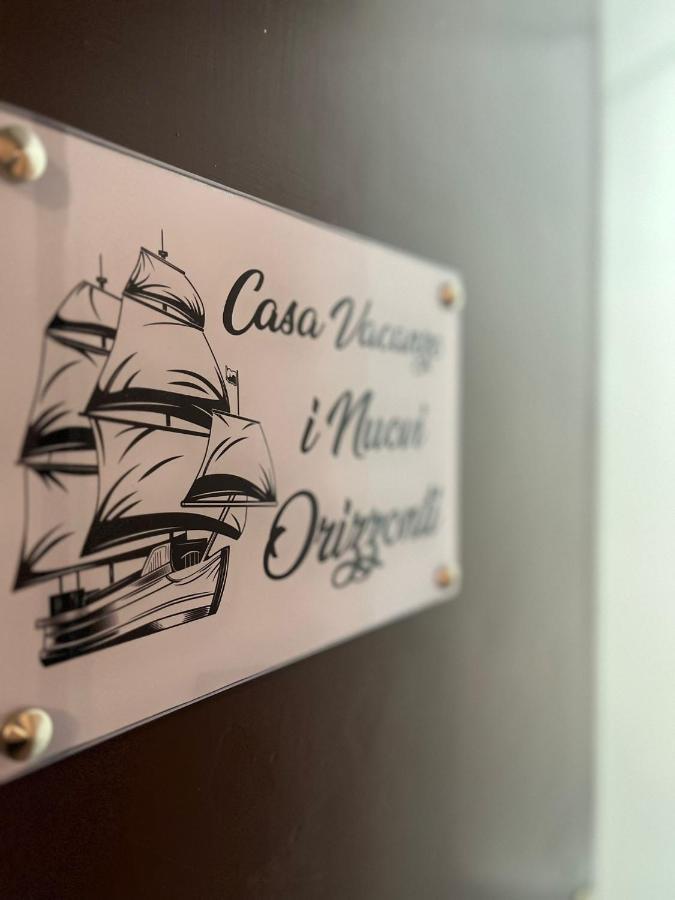 Casa Vacanze
i Nuovi
Orizzonti